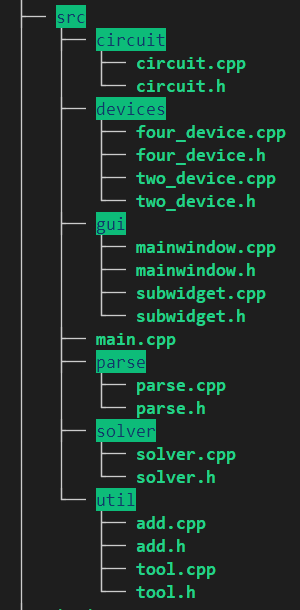 src
circuit
circuit.cpp
circuit.h
devices
four_device.cpp
four_device.h
two_device.cpp
two_device.h
gui
mainwindow.cpp
mainwindow.h
subwidget.cpp
subwidget.h
main.cpp
parse
parse.cpp
parse.h
solver
solver.cpp
solver.h
util
add.cpp
add.h
tool.cpp
tool.h